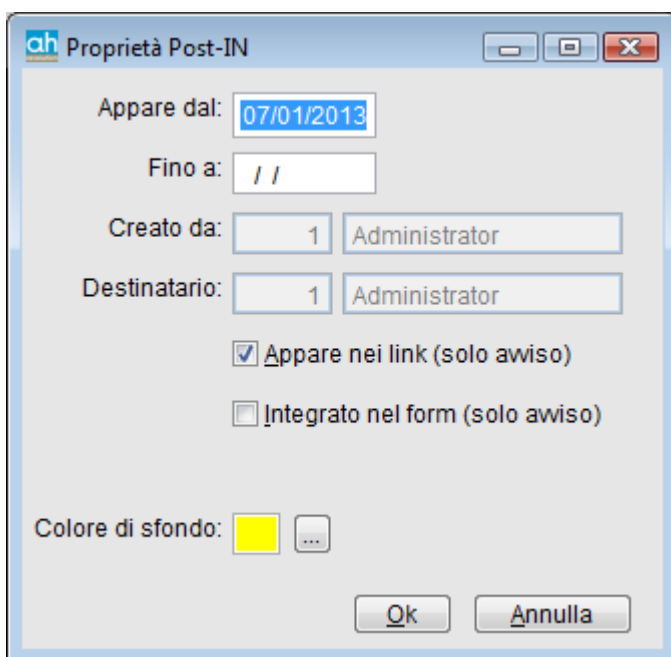 ah Proprietà Post-IN
Appare dal: 07/01/2013
Fino a: / /
Creato da: 1 Administrator
Destinatario: 1 Administrator
Appare nei link (solo avviso)
Integrato nel form (solo avviso)
Colore di sfondo: ...
Ok Annulla